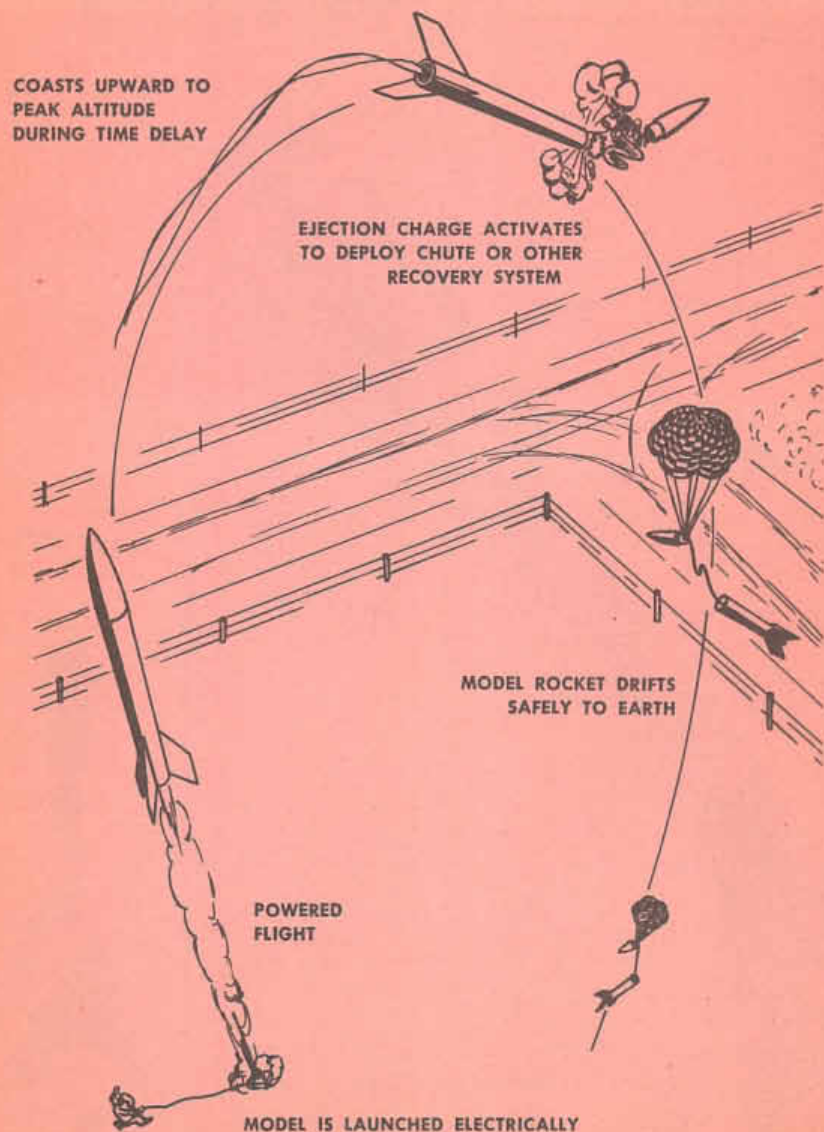 COASTS UPWARD TO
PEAK ALTITUDE
DURING TIME DELAY
EJECTION CHARGE ACTIVATES
TO DEPLOY CHUTE OR OTHER
RECOVERY SYSTEM
MODEL ROCKET DRIFTS
SAFELY TO EARTH
POWERED
FLIGHT
MODEL IS LAUNCHED ELECTRICALLY